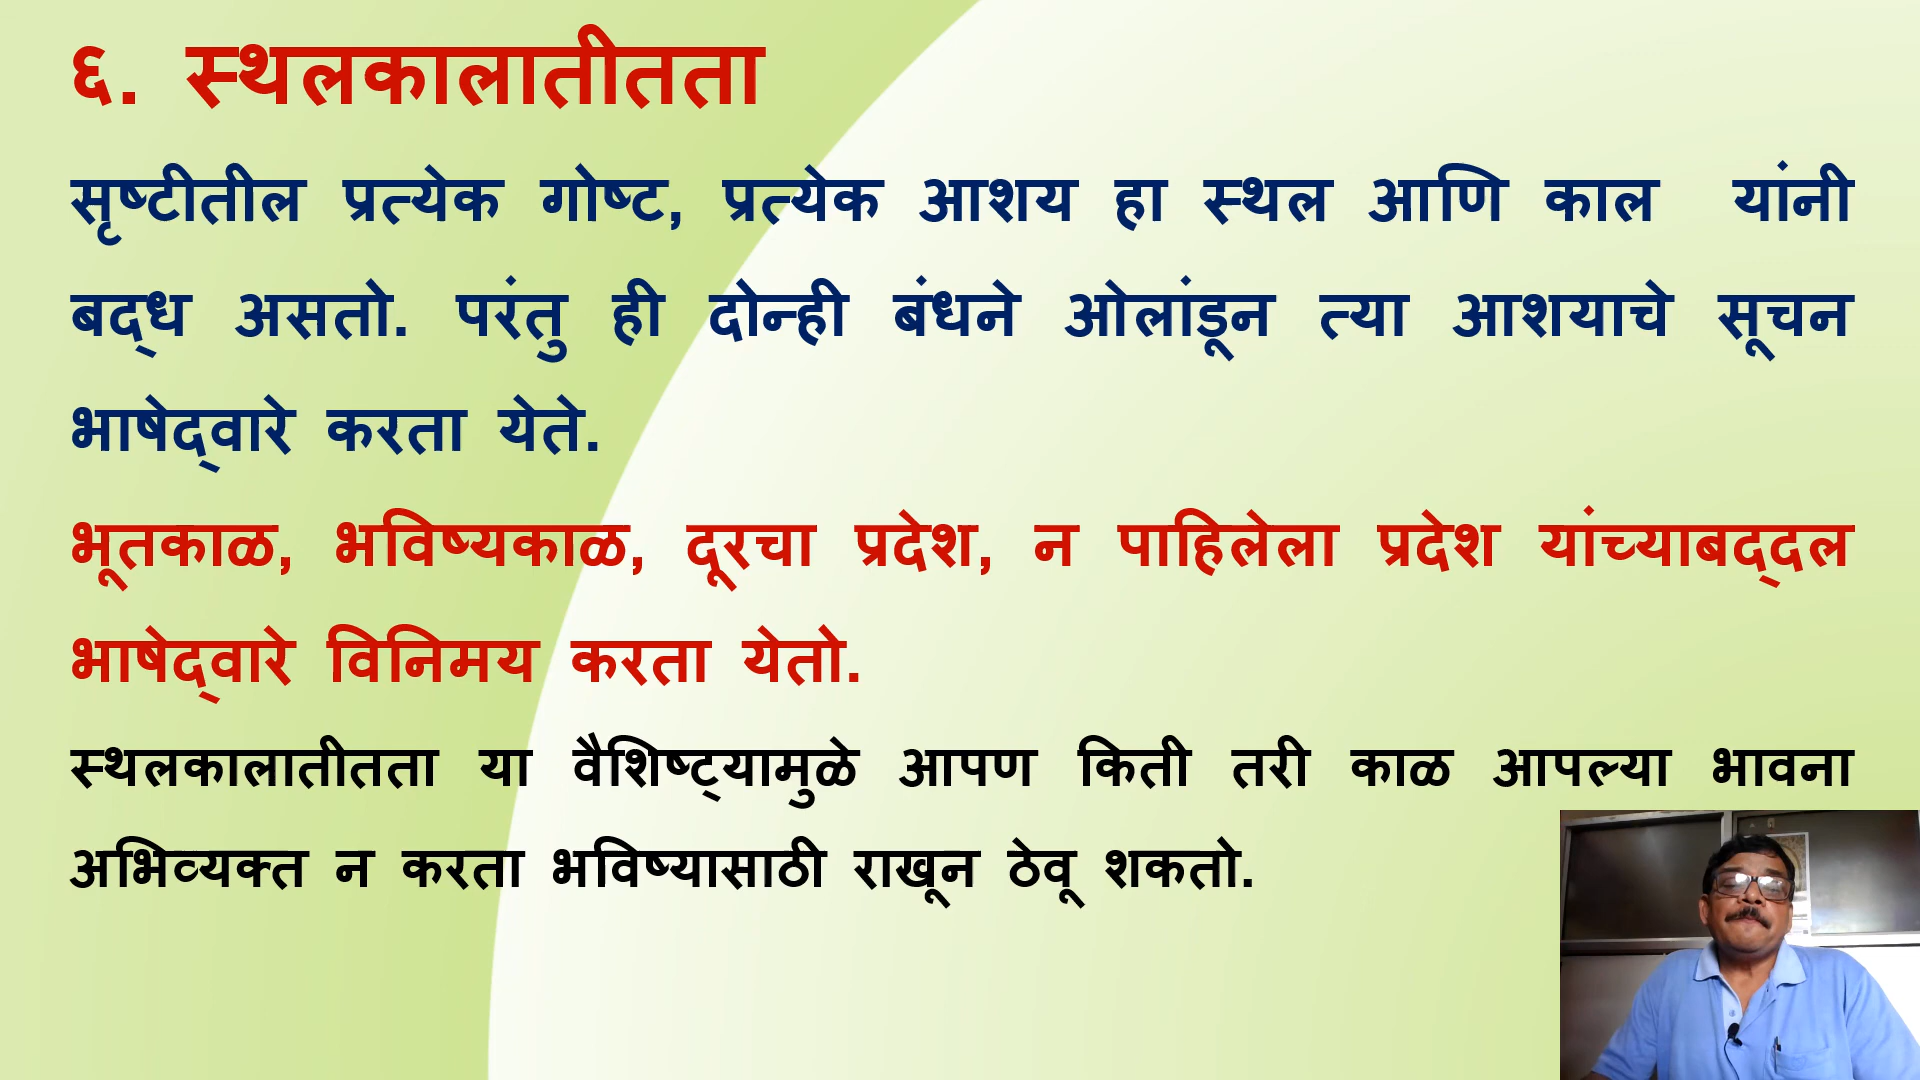 ६. स्थलकालातीतता
सृष्टीतील प्रत्येक गोष्ट, प्रत्येक आशय हा स्थल आणि काल यांनी
बद्ध असतो. परंतु ही दोन्ही बंधने ओलांडून त्या आशयाचे सूचन
भाषेद्वारे करता येते.
भूतकाळ, भविष्यकाळ, दूरचा प्रदेश, न पाहिलेला प्रदेश यांच्याबद्दल
भाषेद्वारे विनिमय करता येतो.
स्थलकालातीतता या वैशिष्ट्यामुळे आपण किती तरी काळ आपल्या भावना
अभिव्यक्त न करता भविष्यासाठी राखून ठेवू शकतो.